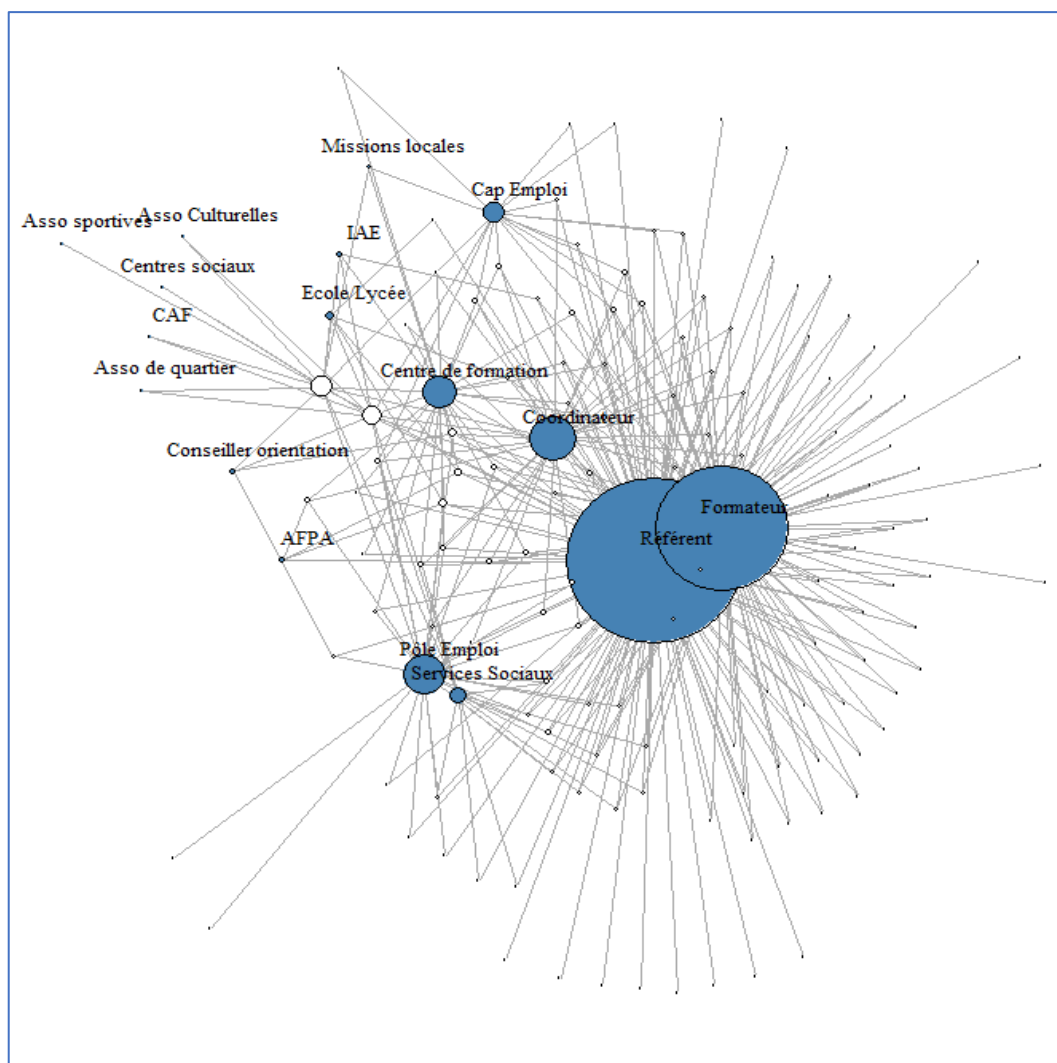 Missions locales
Cap Emploi
Asso sportives
Asso Culturelles
IAE
Centres sociaux
Ecole Lycée
CAF
Centre de formation
Asso de quartier
Coordinateur
Conseiller orientation
Formateur
AFPA
Référent
Pôle Emploi
Services Sociaux